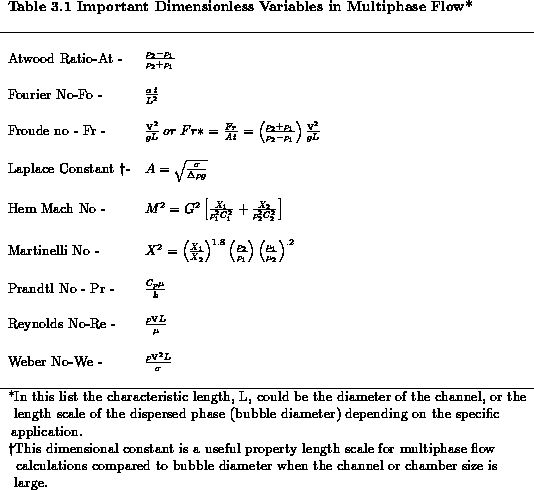 Table 3.1 Important Dimensionless Variables in Multiphase Flow*
Atwood Ratio-At - \frac{\rho_2-\rho_1}{\rho_2+\rho_1}
Fourier No-Fo - \frac{\alpha t}{L^2}
Froude no - Fr - \frac{V^2}{gL} or Fr* = \frac{Fr}{At} = \left(\frac{\rho_2+\rho_1}{\rho_2-\rho_1}\right) \frac{V^2}{gL}
Laplace Constant †- A = \sqrt{\frac{\sigma}{\Delta\rho g}}
Hem Mach No - M^2 = G^2 \left[\frac{X_1}{\rho_1^2 C_1^2} + \frac{X_2}{\rho_2^2 C_2^2}\right]
Martinelli No - X^2 = \left(\frac{X_1}{X_2}\right)^{1.8} \left(\frac{\rho_2}{\rho_1}\right) \left(\frac{\mu_1}{\mu_2}\right)^{.2}
Prandtl No - Pr - \frac{C_p\mu}{k}
Reynolds No-Re - \frac{\rho VL}{\mu}
Weber No-We - \frac{\rho V^2 L}{\sigma}
*In this list the characteristic length, L, could be the diameter of the channel, or the
length scale of the dispersed phase (bubble diameter) depending on the specific
application.
†This dimensional constant is a useful property length scale for multiphase flow
calculations compared to bubble diameter when the channel or chamber size is
large.